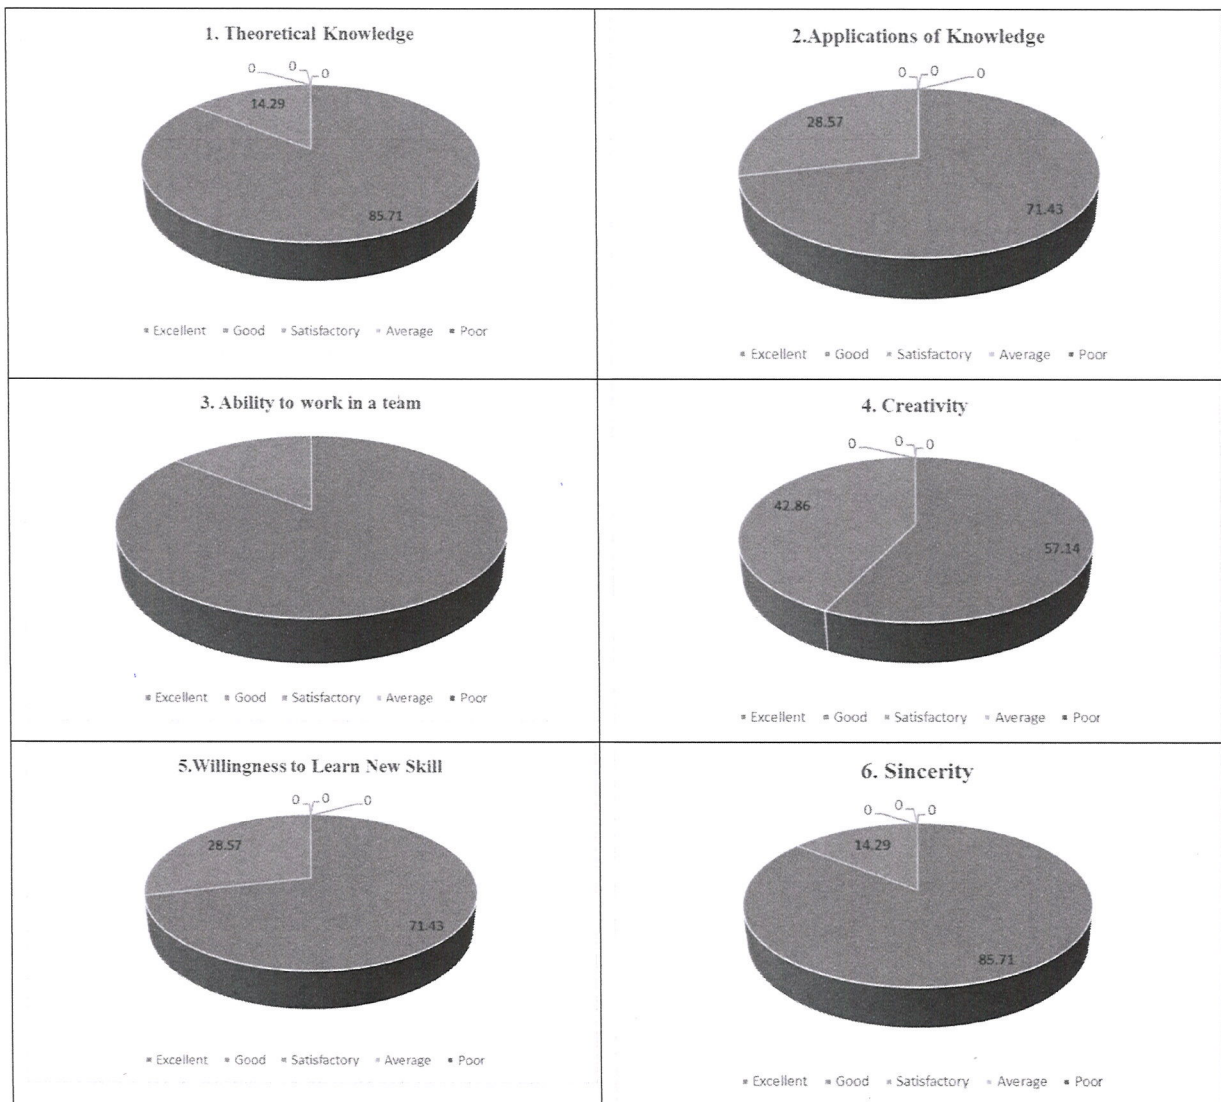 1. Theoretical Knowledge
0 0 0
14.29
85.71
Excellent Good Satisfactory Average Poor
2.Applications of Knowledge
0 0 0
28.57
71.43
Excellent Good Satisfactory Average Poor
3. Ability to work in a team
Excellent Good Satisfactory Average Poor
4. Creativity
0 0 0
42.86
57.14
Excellent Good Satisfactory Average Poor
5.Willingness to Learn New Skill
0 0 0
28.57
71.43
Excellent Good Satisfactory Average Poor
6. Sincerity
0 0 0
14.29
85.71
Excellent Good Satisfactory Average Poor